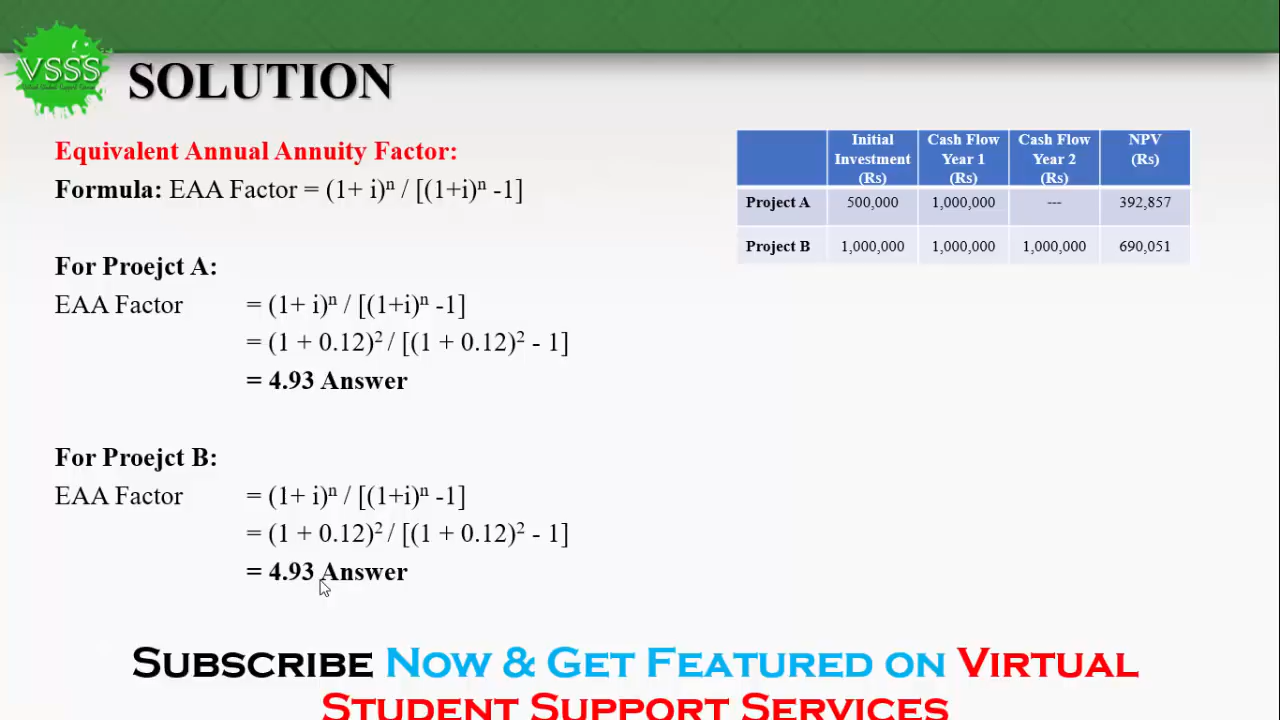 VSSS
SOLUTION
Equivalent Annual Annuity Factor:
Formula: EAA Factor = (1+ i)ⁿ / [(1+i)ⁿ -1]
Initial Investment (Rs) Cash Flow Year 1 (Rs) Cash Flow Year 2 (Rs) NPV (Rs)
Project A 500,000 1,000,000 --- 392,857
Project B 1,000,000 1,000,000 1,000,000 690,051
For Proejct A:
EAA Factor = (1+ i)ⁿ / [(1+i)ⁿ -1]
= (1 + 0.12)² / [(1 + 0.12)² - 1]
= 4.93 Answer
For Proejct B:
EAA Factor = (1+ i)ⁿ / [(1+i)ⁿ -1]
= (1 + 0.12)² / [(1 + 0.12)² - 1]
= 4.93 Answer
Subscribe Now & Get Featured on Virtual
Student Support Services